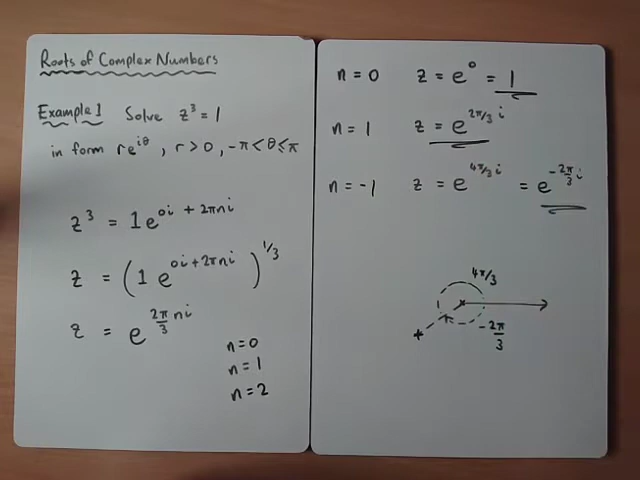 Roots of Complex Numbers
Example 1 Solve z³ = 1
in form re^{iθ}, r > 0, -π < θ ≤ π
z³ = 1e^{0i + 2πni}
z = (1e^{0i + 2πni})^{1/3}
z = e^{2π/3 ni}
n = 0
n = 1
n = 2
n = 0 z = e⁰ = 1
n = 1 z = e^{2π/3 i}
n = -1 z = e^{4π/3 i} = e^{-2π/3 i}
4π/3
-2π/3